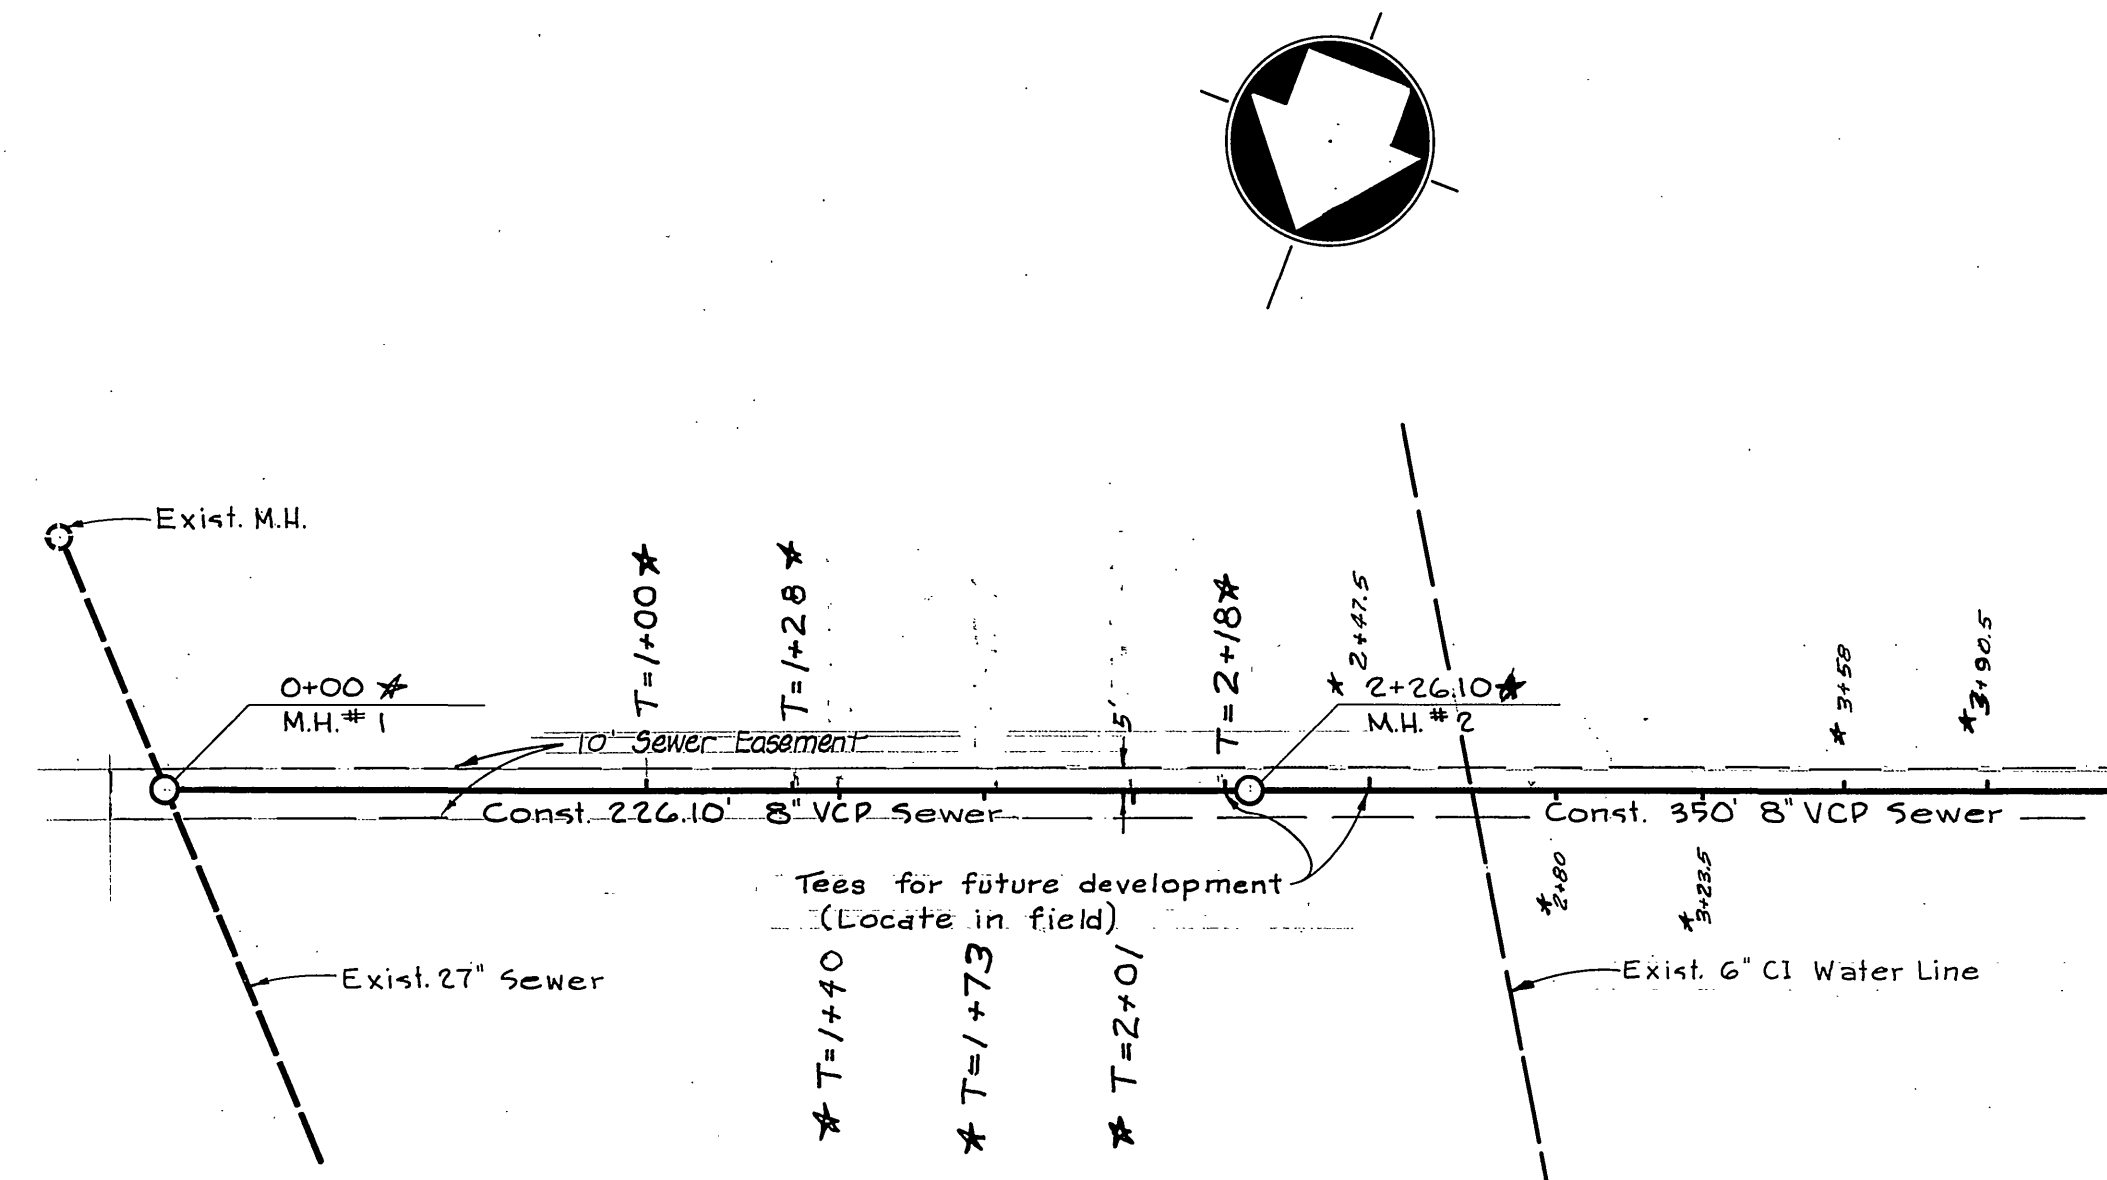 Exist. M.H.
T=1+00 ★
T=1+28 ★
T=2+18 ★
2+47.5
0+00 ★
M.H. # 1
★ 2+26.10 ★
M.H. # 2
★ 3+58
★ 3+90.5
10' Sewer Easement
5'
Const. 226.10' 8" VCP Sewer
Const. 350' 8" VCP Sewer
Tees for future development
(Locate in field)
★ 2+80
★ 3+23.5
★ T=1+40
★ T=1+73
★ T=2+01
Exist. 27" Sewer
Exist. 6" CI Water Line